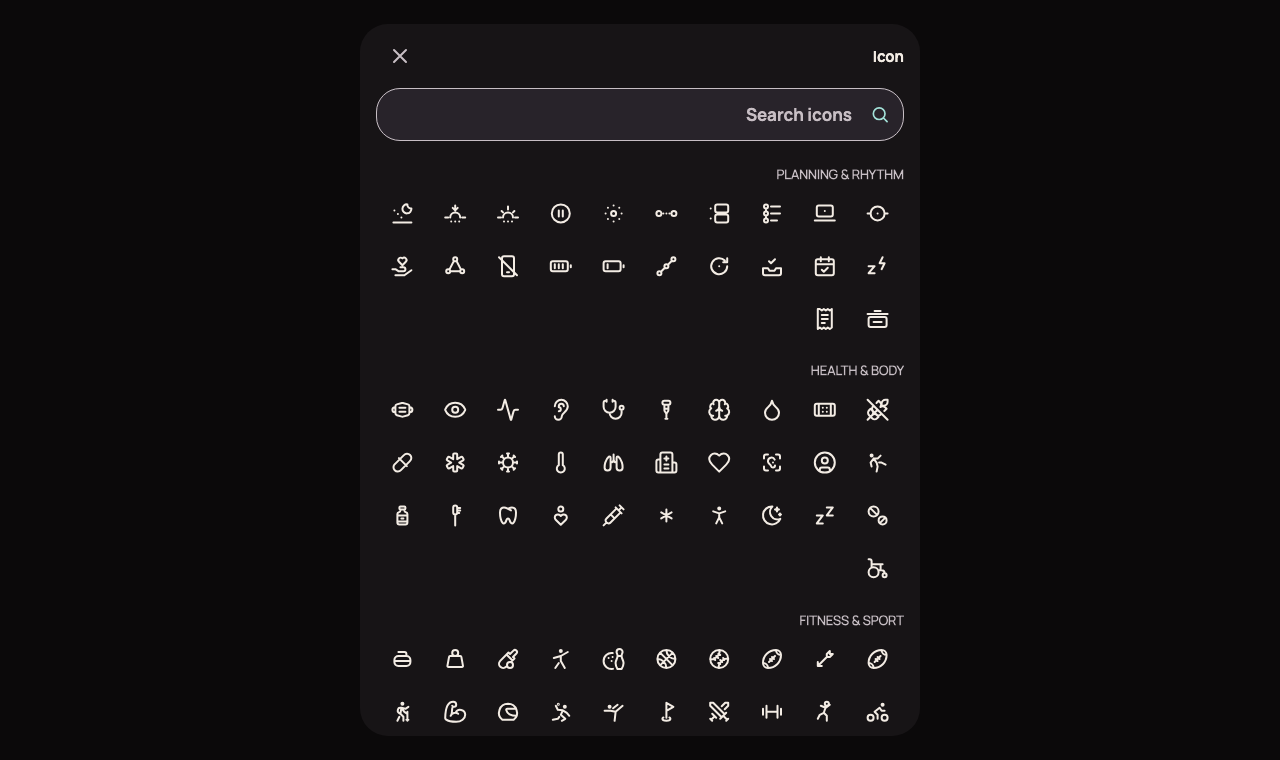 Icon
Search icons
PLANNING & RHYTHM
HEALTH & BODY
FITNESS & SPORT